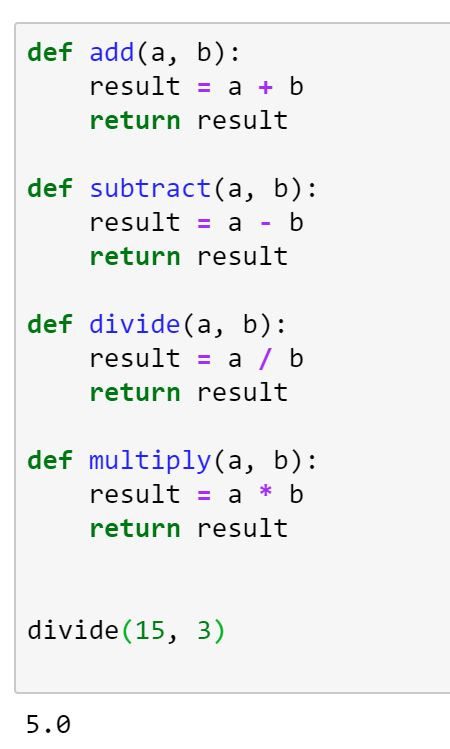 def add(a, b):
    result = a + b
    return result
def subtract(a, b):
    result = a - b
    return result
def divide(a, b):
    result = a / b
    return result
def multiply(a, b):
    result = a * b
    return result
divide(15, 3)
5.0